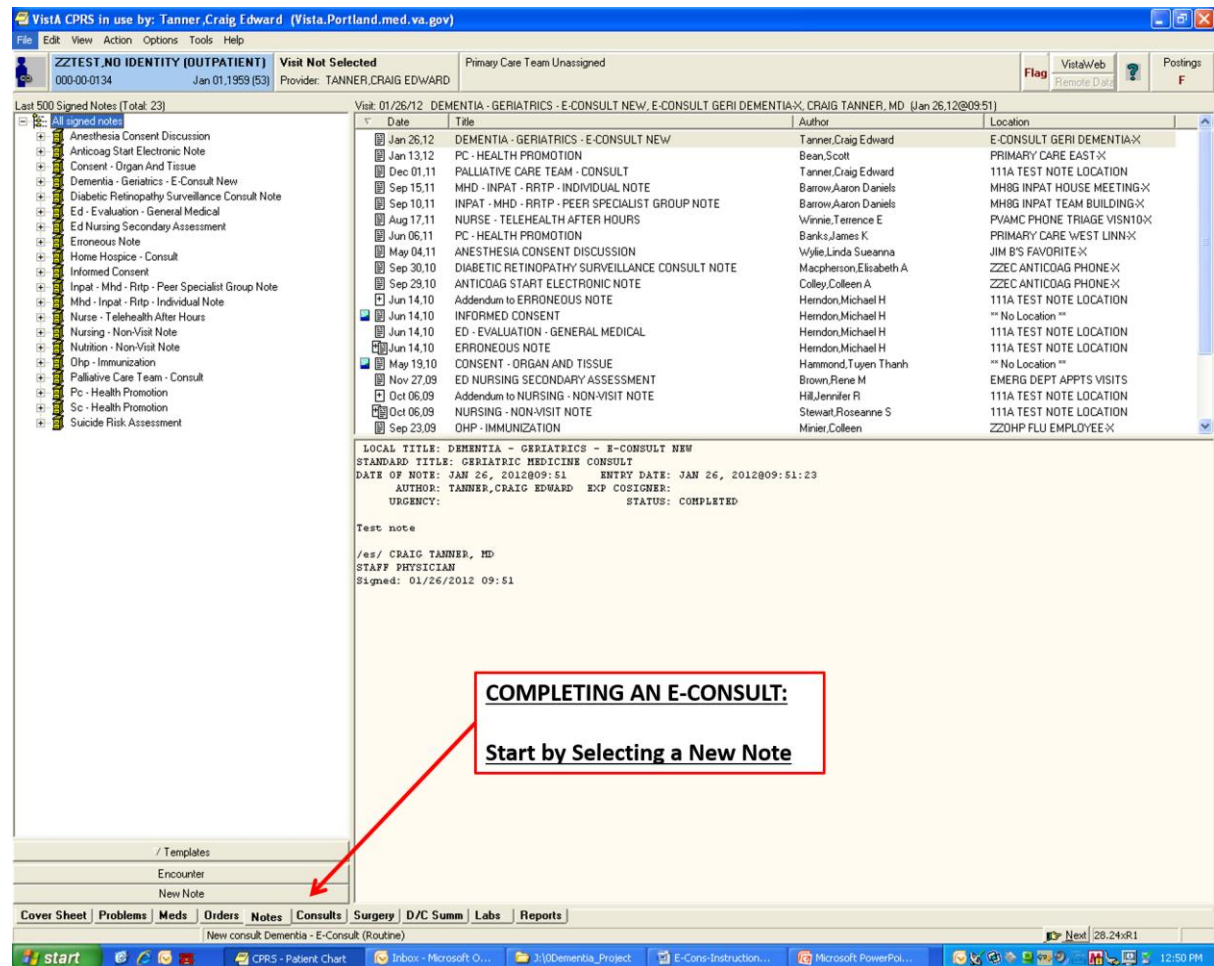 VistA CPRS in use by: Tanner,Craig Edward (Vista.Portland.med.va.gov)
File Edit View Action Options Tools Help
ZZTEST,NO IDENTITY (OUTPATIENT) Visit Not Selected Primary Care Team Unassigned Flag VistaWeb Remote Data ? Postings
000-00-0134 Jan 01,1959 (53) Provider: TANNER,CRAIG EDWARD F
Last 500 Signed Notes (Total: 23)
All signed notes
Anesthesia Consent Discussion
Anticoag Start Electronic Note
Consent - Organ And Tissue
Dementia - Geriatrics - E-Consult New
Diabetic Retinopathy Surveillance Consult Note
Ed - Evaluation - General Medical
Ed Nursing Secondary Assessment
Erroneous Note
Home Hospice - Consult
Informed Consent
Inpat - Mhd - Rrtp - Peer Specialist Group Note
Mhd - Inpat - Rrtp - Individual Note
Nurse - Telehealth After Hours
Nursing - Non-Visit Note
Nutrition - Non-Visit Note
Ohp - Immunization
Palliative Care Team - Consult
Pc - Health Promotion
Sc - Health Promotion
Suicide Risk Assessment
Visit: 01/26/12 DEMENTIA - GERIATRICS - E-CONSULT NEW, E-CONSULT GERI DEMENTIA-X, CRAIG TANNER, MD (Jan 26,12@09:51)
Date Title Author Location
Jan 26,12 DEMENTIA - GERIATRICS - E-CONSULT NEW Tanner,Craig Edward E-CONSULT GERI DEMENTIA-X
Jan 13,12 PC - HEALTH PROMOTION Bean,Scott PRIMARY CARE EAST-X
Dec 01,11 PALLIATIVE CARE TEAM - CONSULT Tanner,Craig Edward 111A TEST NOTE LOCATION
Sep 15,11 MHD - INPAT - RRTP - INDIVIDUAL NOTE Barrow,Aaron Daniels MH8G INPAT HOUSE MEETING-X
Sep 10,11 INPAT - MHD - RRTP - PEER SPECIALIST GROUP NOTE Barrow,Aaron Daniels MH8G INPAT TEAM BUILDING-X
Aug 17,11 NURSE - TELEHEALTH AFTER HOURS Winnie,Terrence E PVAMC PHONE TRIAGE VISN10-X
Jun 06,11 PC - HEALTH PROMOTION Banks,James K PRIMARY CARE WEST LINN-X
May 04,11 ANESTHESIA CONSENT DISCUSSION Wylie,Linda Sueanna JIM B'S FAVORITE-X
Sep 30,10 DIABETIC RETINOPATHY SURVEILLANCE CONSULT NOTE Macpherson,Elisabeth A ZZEC ANTICOAG PHONE-X
Sep 29,10 ANTICOAG START ELECTRONIC NOTE Colley,Colleen A ZZEC ANTICOAG PHONE-X
Jun 14,10 Addendum to ERRONEOUS NOTE Herndon,Michael H 111A TEST NOTE LOCATION
Jun 14,10 INFORMED CONSENT Herndon,Michael H ** No Location **
Jun 14,10 ED - EVALUATION - GENERAL MEDICAL Herndon,Michael H 111A TEST NOTE LOCATION
Jun 14,10 ERRONEOUS NOTE Herndon,Michael H 111A TEST NOTE LOCATION
May 19,10 CONSENT - ORGAN AND TISSUE Hammond,Tuyen Thanh ** No Location **
Nov 27,09 ED NURSING SECONDARY ASSESSMENT Brown,Rene M EMERG DEPT APPTS VISITS
Oct 06,09 Addendum to NURSING - NON-VISIT NOTE Hill,Jennifer R 111A TEST NOTE LOCATION
Oct 06,09 NURSING - NON-VISIT NOTE Stewart,Roseanne S 111A TEST NOTE LOCATION
Sep 23,09 OHP - IMMUNIZATION Minier,Colleen ZZOHP FLU EMPLOYEE-X
LOCAL TITLE: DEMENTIA - GERIATRICS - E-CONSULT NEW
STANDARD TITLE: GERIATRIC MEDICINE CONSULT
DATE OF NOTE: JAN 26, 2012@09:51 ENTRY DATE: JAN 26, 2012@09:51:23
AUTHOR: TANNER,CRAIG EDWARD EXP COSIGNER:
URGENCY: STATUS: COMPLETED
Test note
/es/ CRAIG TANNER, MD
STAFF PHYSICIAN
Signed: 01/26/2012 09:51
COMPLETING AN E-CONSULT:
Start by Selecting a New Note
/ Templates
Encounter
New Note
Cover Sheet Problems Meds Orders Notes Consults Surgery D/C Summ Labs Reports
New consult Dementia - E-Consult (Routine) Next 28.24xR1
start CPRS - Patient Chart Inbox - Microsoft O... J:\0Dementia_Project E-Cons-Instruction... Microsoft PowerPoi... 12:50 PM